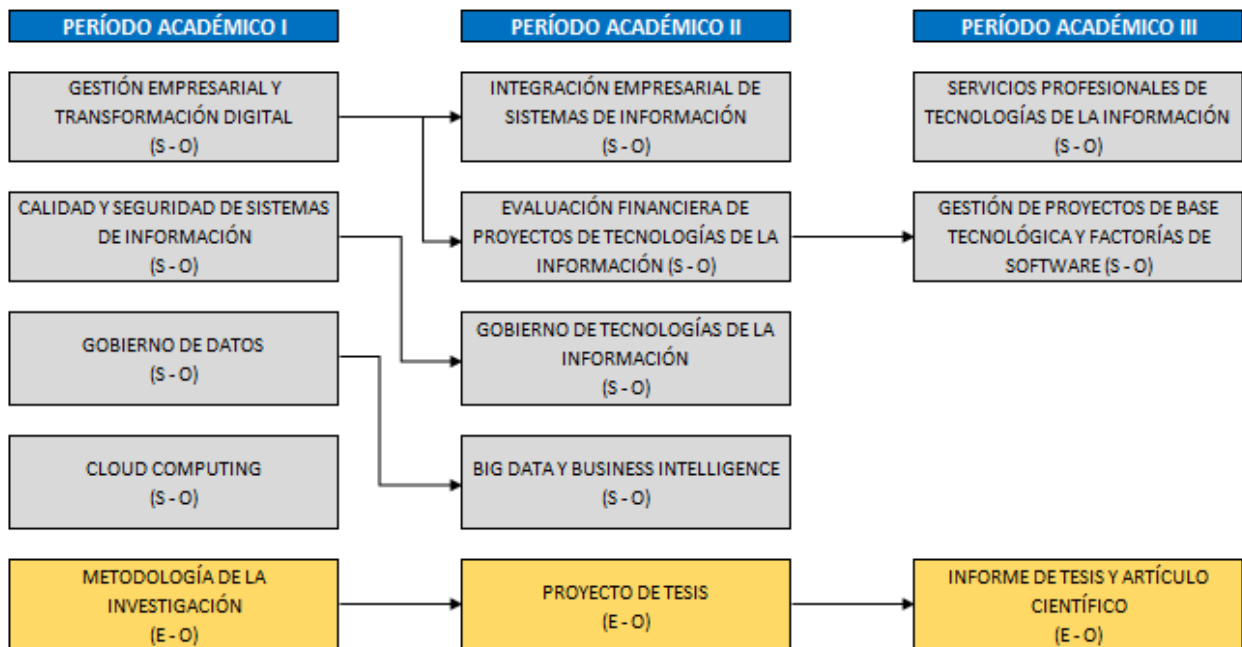 PERÍODO ACADÉMICO I
PERÍODO ACADÉMICO II
PERÍODO ACADÉMICO III
GESTIÓN EMPRESARIAL Y
TRANSFORMACIÓN DIGITAL
(S - O)
INTEGRACIÓN EMPRESARIAL DE
SISTEMAS DE INFORMACIÓN
(S - O)
SERVICIOS PROFESIONALES DE
TECNOLOGÍAS DE LA INFORMACIÓN
(S - O)
CALIDAD Y SEGURIDAD DE SISTEMAS
DE INFORMACIÓN
(S - O)
EVALUACIÓN FINANCIERA DE
PROYECTOS DE TECNOLOGÍAS DE LA
INFORMACIÓN (S - O)
GESTIÓN DE PROYECTOS DE BASE
TECNOLÓGICA Y FACTORÍAS DE
SOFTWARE (S - O)
GOBIERNO DE DATOS
(S - O)
GOBIERNO DE TECNOLOGÍAS DE LA
INFORMACIÓN
(S - O)
CLOUD COMPUTING
(S - O)
BIG DATA Y BUSINESS INTELLIGENCE
(S - O)
METODOLOGÍA DE LA
INVESTIGACIÓN
(E - O)
PROYECTO DE TESIS
(E - O)
INFORME DE TESIS Y ARTÍCULO
CIENTÍFICO
(E - O)